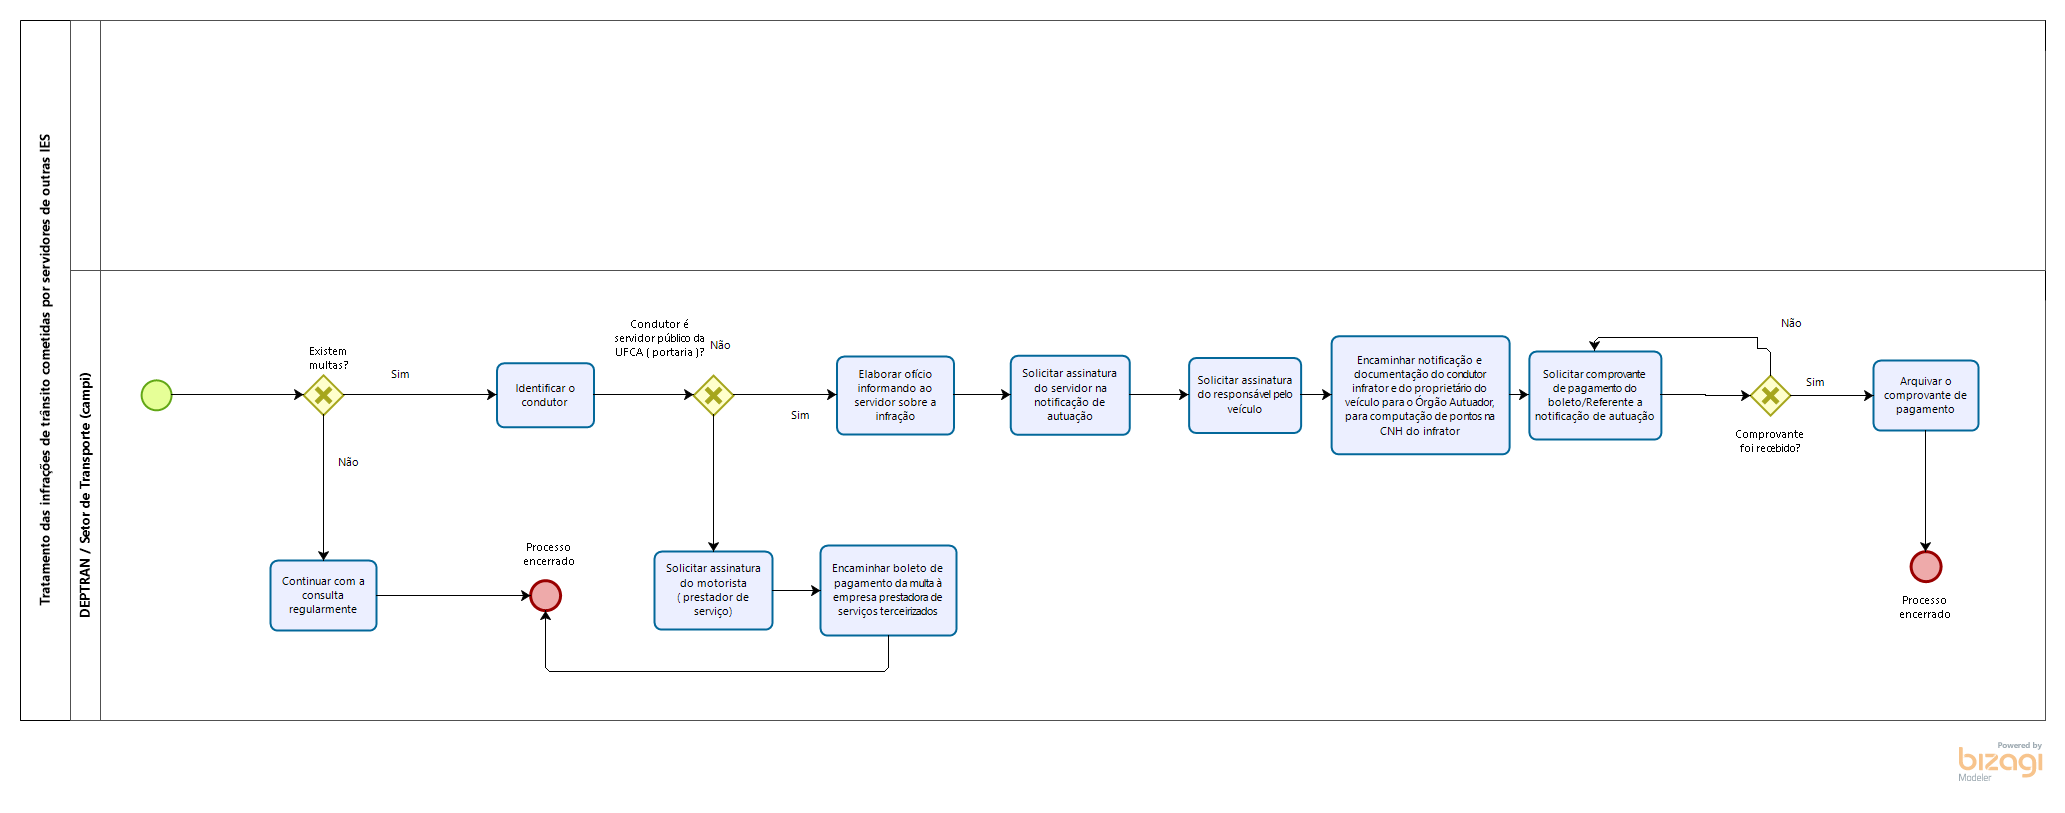 Tratamento das infrações de trânsito cometidas por servidores de outras IES
DEPTRAN / Setor de Transporte (campi)
Existem
multas?
Sim
Não
Identificar o
condutor
Continuar com a
consulta
regularmente
Processo
encerrado
Condutor é
servidor público da
UFCA ( portaria )?
Não
Sim
Solicitar assinatura
do motorista
( prestador de
serviço)
Encaminhar boleto de
pagamento da multa à
empresa prestadora de
serviços terceirizados
Elaborar ofício
informando ao
servidor sobre a
infração
Solicitar assinatura
do servidor na
notificação de
autuação
Solicitar assinatura
do responsável pelo
veículo
Encaminhar notificação e
documentação do condutor
infrator e do proprietário do
veículo para o Órgão Autuador,
para computação de pontos na
CNH do infrator
Solicitar comprovante
de pagamento do
boleto/Referente a
notificação de autuação
Não
Comprovante
foi recebido?
Sim
Arquivar o
comprovante de
pagamento
Processo
encerrado
Powered by
bizagi
Modeler